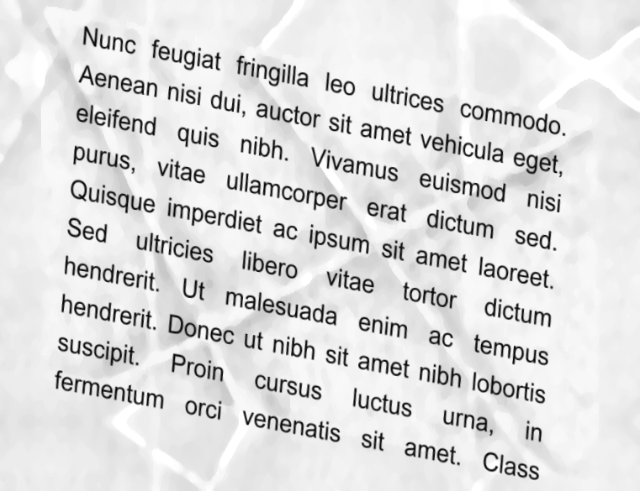 Nunc feugiat fringilla leo ultrices commodo.
Aenean nisi dui, auctor sit amet vehicula eget,
eleifend quis nibh. Vivamus euismod nisi
purus, vitae ullamcorper erat dictum sed.
Quisque imperdiet ac ipsum sit amet laoreet.
Sed ultricies libero vitae tortor dictum
hendrerit. Ut malesuada enim ac tempus
hendrerit. Donec ut nibh sit amet nibh lobortis
suscipit. Proin cursus luctus urna, in
fermentum orci venenatis sit amet. Class